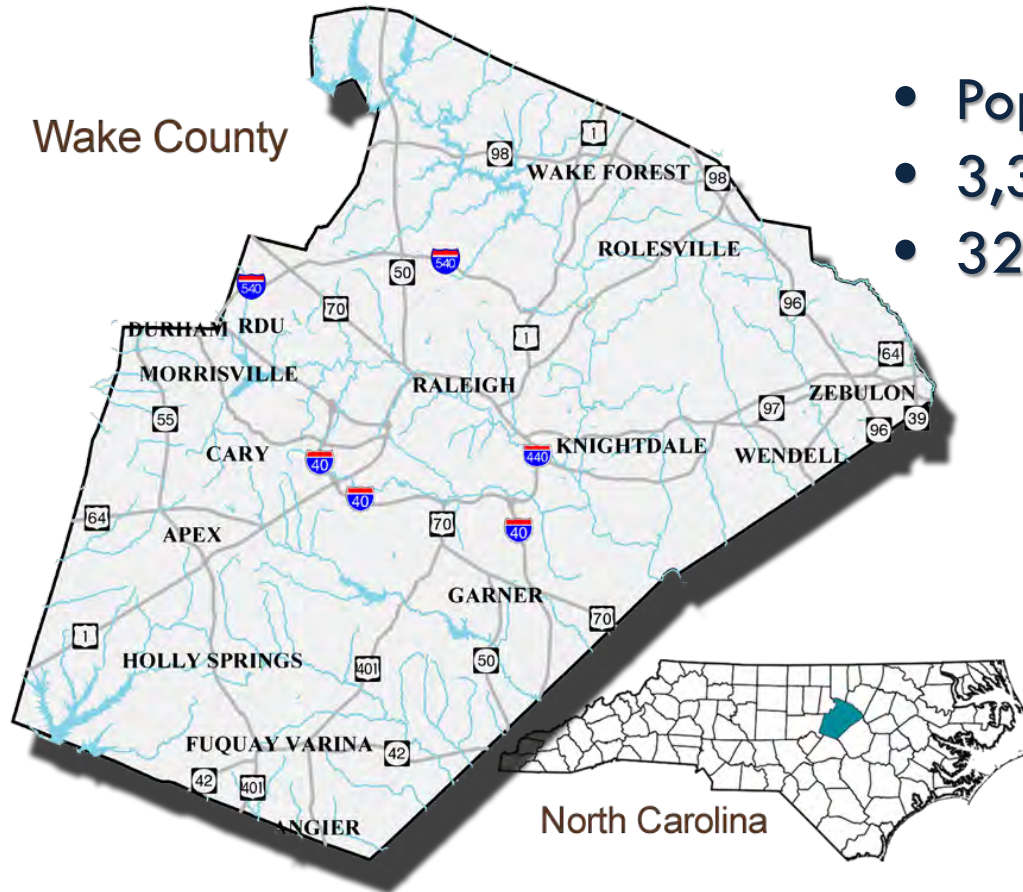 Wake County
• Pop
• 3,3
• 32
1
98
WAKE FOREST
98
ROLESVILLE
50
540
540
96
70
DURHAM RDU
1
64
MORRISVILLE
RALEIGH
ZEBULON
55
97
39
96
CARY
40
440
KNIGHTDALE
WENDELL
40
64
70
40
APEX
GARNER
70
1
HOLLY SPRINGS
401
50
FUQUAY VARINA
42
42
401
ANGIER
North Carolina